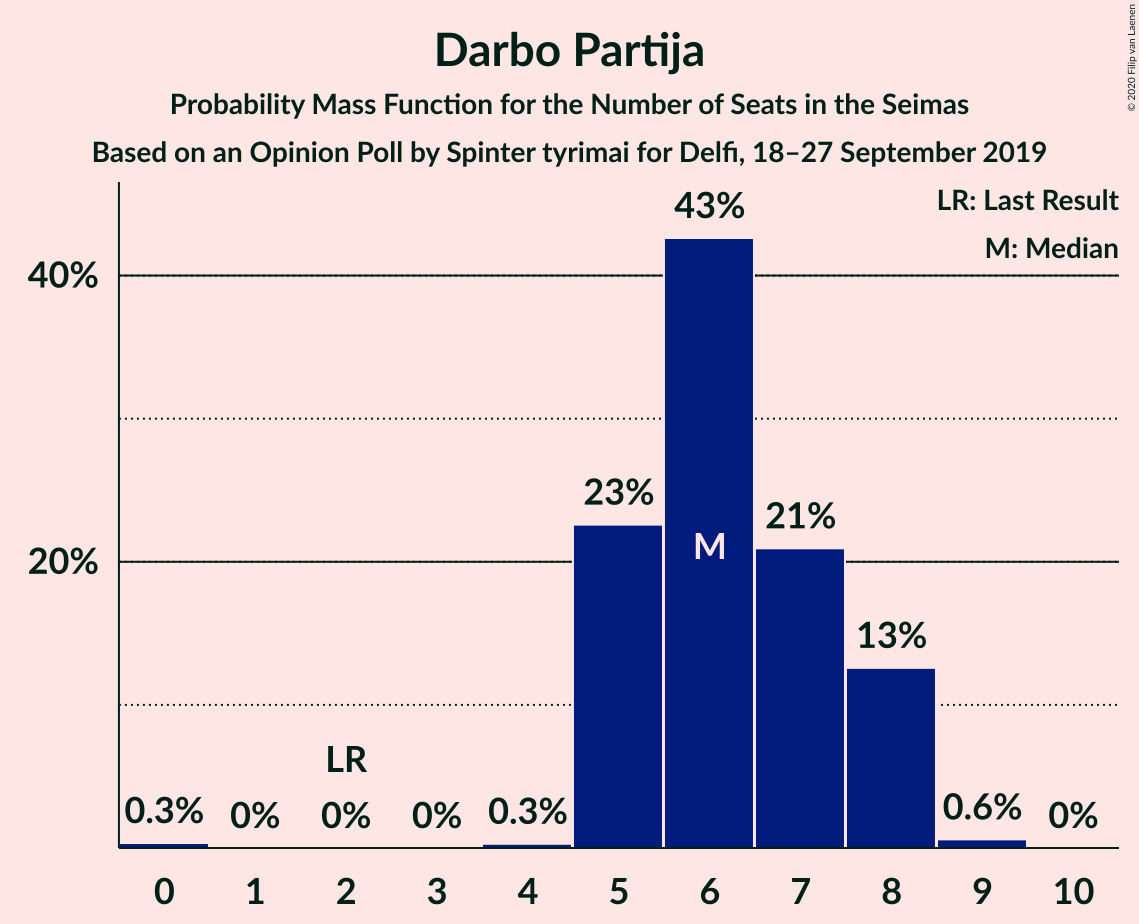 Darbo Partija
Probability Mass Function for the Number of Seats in the Seimas
Based on an Opinion Poll by Spinter tyrimai for Delfi, 18–27 September 2019
© 2020 Filip van Laenen
LR: Last Result
M: Median
40%
20%
0.3%
0%
LR
0%
0%
0.3%
23%
43%
M
21%
13%
0.6%
0%
0 1 2 3 4 5 6 7 8 9 10